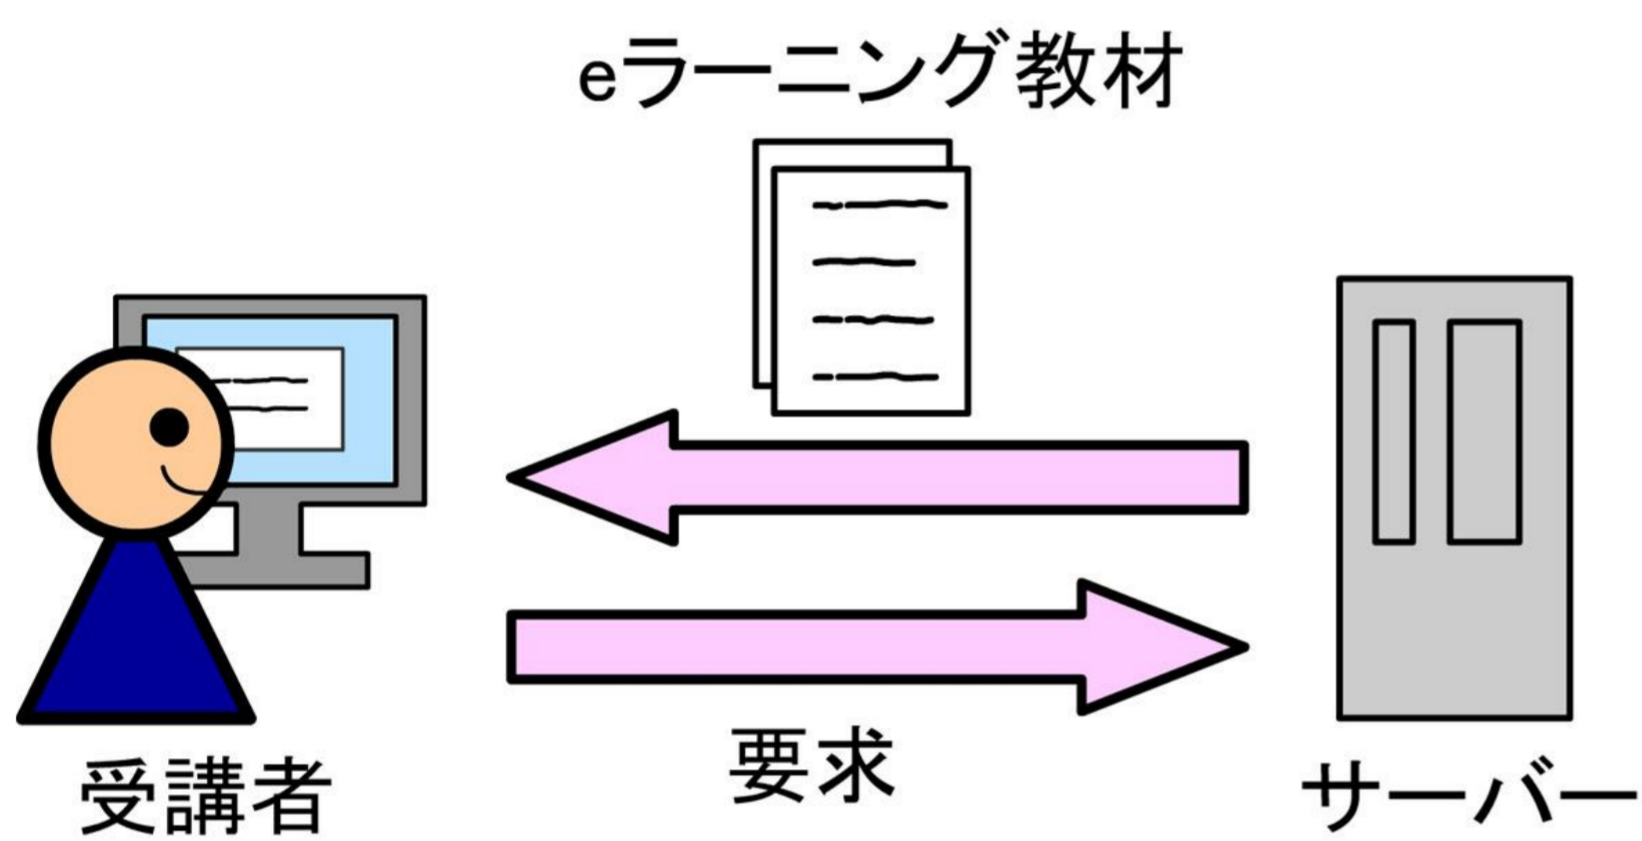 eラーニング教材
要求
受講者
サーバー